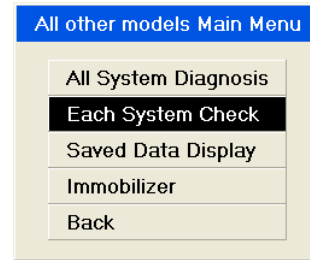 All other models Main Menu
All System Diagnosis
Each System Check
Saved Data Display
Immobilizer
Back